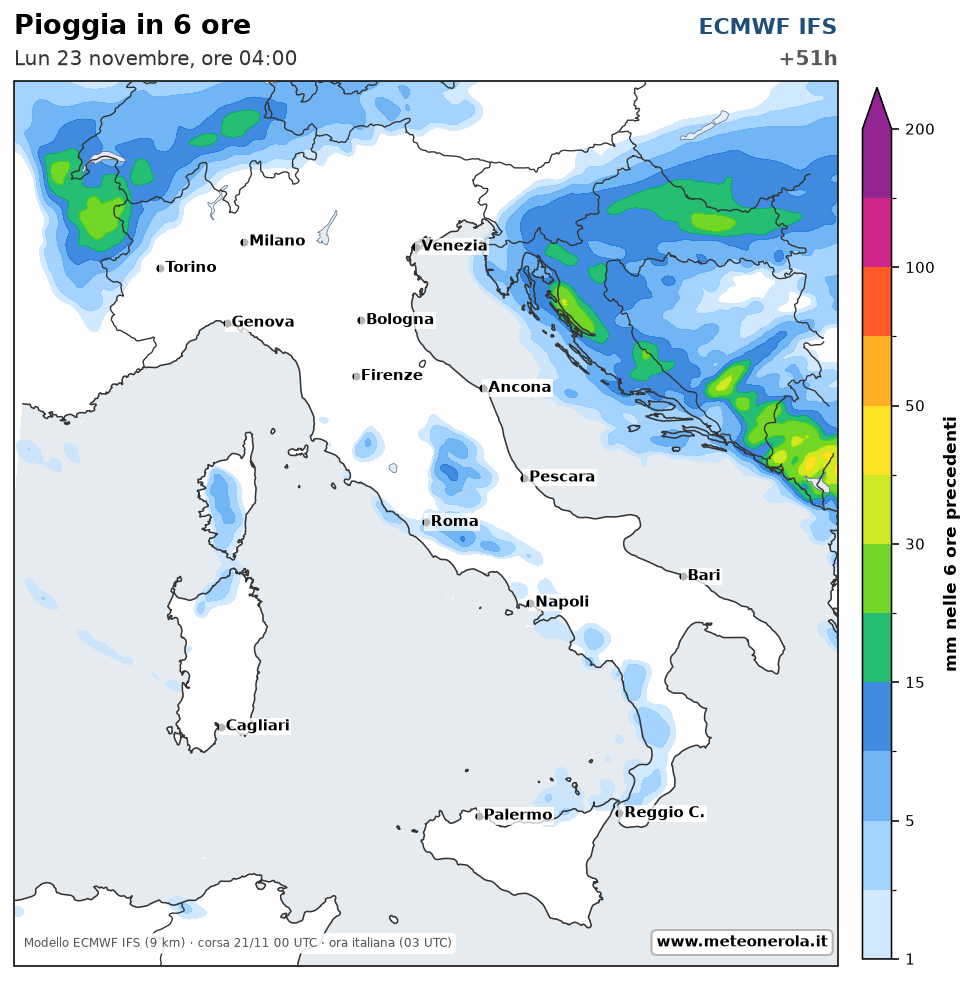 Pioggia in 6 ore
ECMWF IFS
Lun 23 novembre, ore 04:00
+51h
Milano
Venezia
Torino
Genova
Bologna
Firenze
Ancona
Pescara
Roma
Bari
Napoli
Cagliari
Palermo
Reggio C.
200
100
50
30
15
5
1
mm nelle 6 ore precedenti
Modello ECMWF IFS (9 km) · corsa 21/11 00 UTC · ora italiana (03 UTC)
www.meteonerola.it